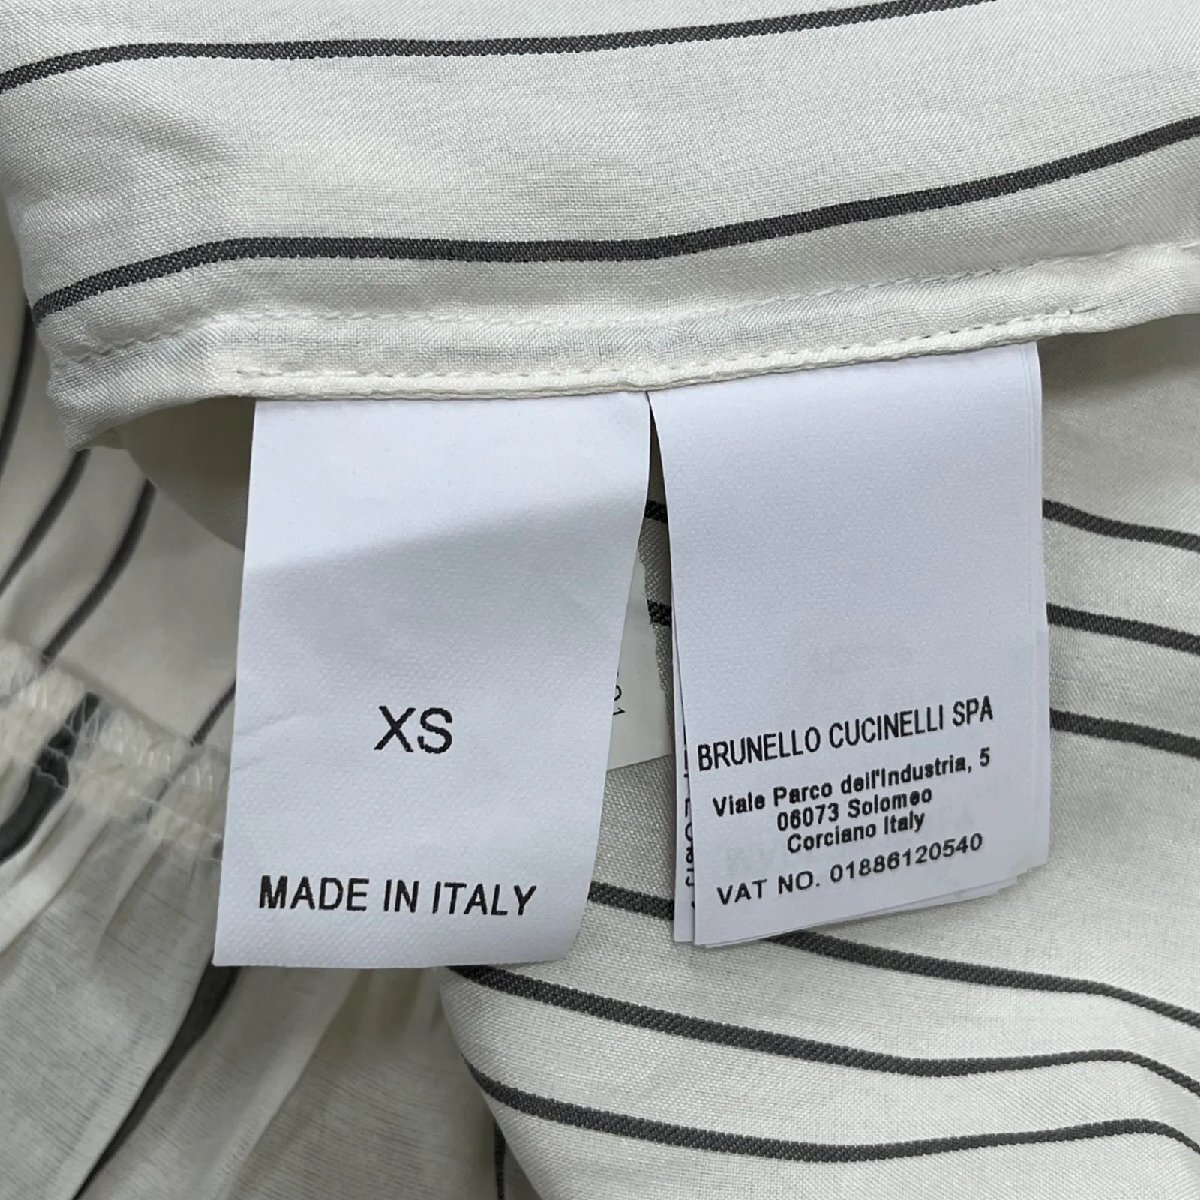 XS
MADE IN ITALY
BRUNELLO CUCINELLI SPA
Viale Parco dell'Industria, 5
06073 Solomeo
Corciano Italy
VAT NO. 01886120540